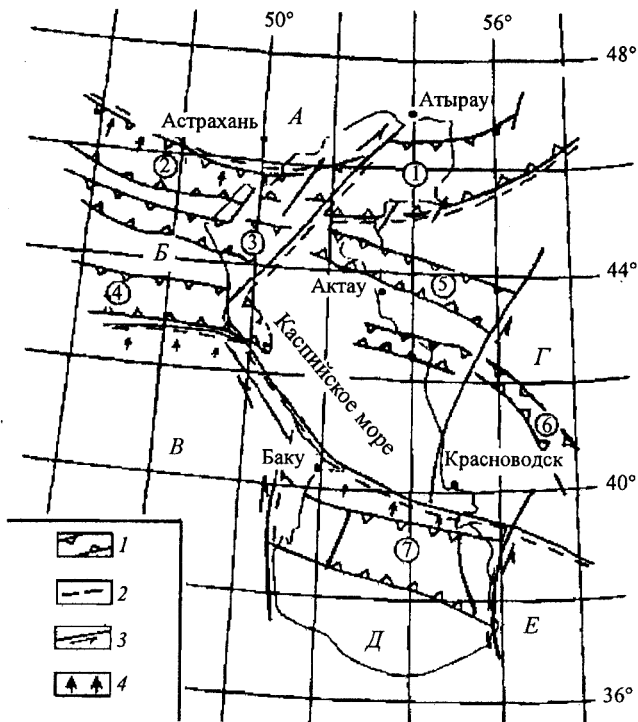 50° 56°
48°
Атырау
А
Астрахань
② ①
③
Б
44°
④ ⑤
Актау
Каспийское море
Г
⑥
В
Баку Красноводск
40°
1
⑦
2
3
Д Е
4
36°